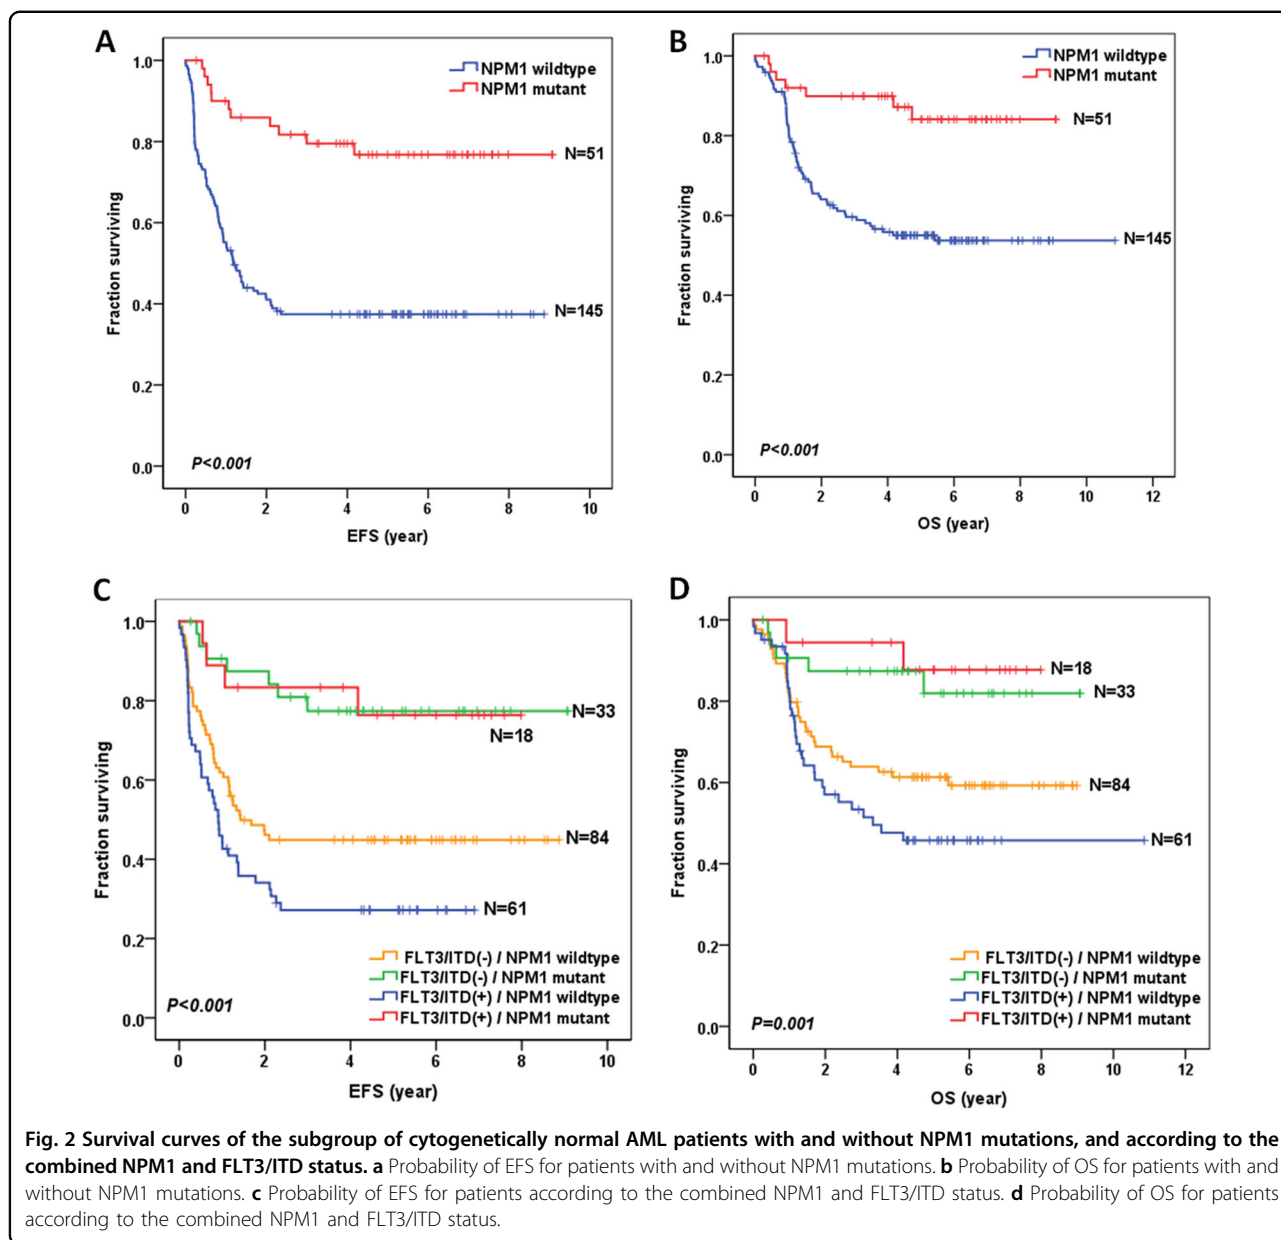 A
1.0
0.8
0.6
0.4
0.2
0.0
Fraction surviving
NPM1 wildtype
NPM1 mutant
N=51
N=145
P<0.001
0 2 4 6 8 10
EFS (year)
B
1.0
0.8
0.6
0.4
0.2
0.0
Fraction surviving
NPM1 wildtype
NPM1 mutant
N=51
N=145
P<0.001
0 2 4 6 8 10 12
OS (year)
C
1.0
0.8
0.6
0.4
0.2
0.0
Fraction surviving
N=33
N=18
N=84
N=61
FLT3/ITD(-) / NPM1 wildtype
FLT3/ITD(-) / NPM1 mutant
FLT3/ITD(+) / NPM1 wildtype
FLT3/ITD(+) / NPM1 mutant
P<0.001
0 2 4 6 8 10
EFS (year)
D
1.0
0.8
0.6
0.4
0.2
0.0
Fraction surviving
N=18
N=33
N=84
N=61
FLT3/ITD(-) / NPM1 wildtype
FLT3/ITD(-) / NPM1 mutant
FLT3/ITD(+) / NPM1 wildtype
FLT3/ITD(+) / NPM1 mutant
P=0.001
0 2 4 6 8 10 12
OS (year)
Fig. 2 Survival curves of the subgroup of cytogenetically normal AML patients with and without NPM1 mutations, and according to the
combined NPM1 and FLT3/ITD status. a Probability of EFS for patients with and without NPM1 mutations. b Probability of OS for patients with and
without NPM1 mutations. c Probability of EFS for patients according to the combined NPM1 and FLT3/ITD status. d Probability of OS for patients
according to the combined NPM1 and FLT3/ITD status.